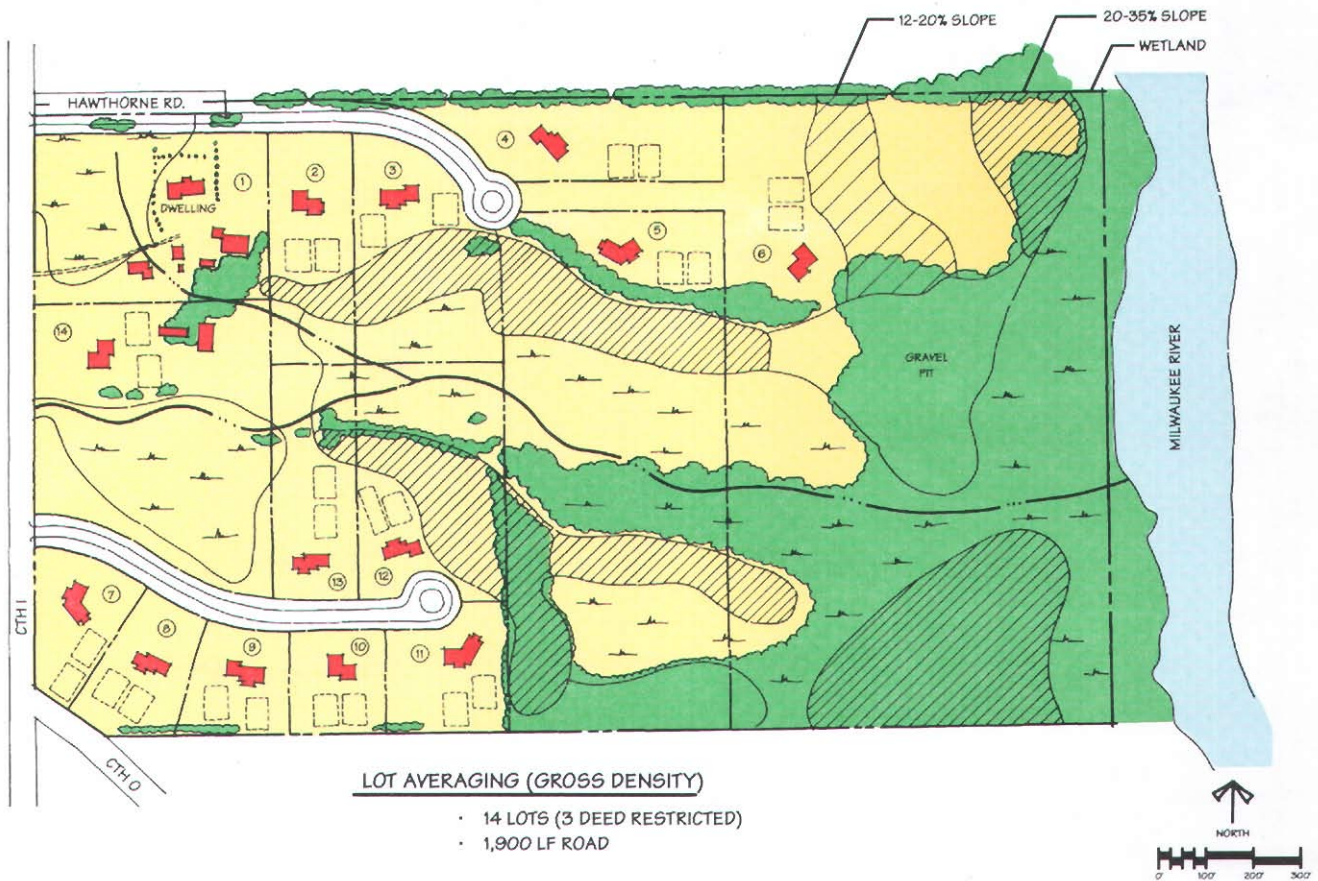 12-20% SLOPE
20-35% SLOPE
WETLAND
HAWTHORNE RD.
4
1
2
3
DWELLING
5
6
14
GRAVEL
PIT
MILWAUKEE RIVER
CTH I
13
12
7
8
9
10
11
CTH O
LOT AVERAGING (GROSS DENSITY)
· 14 LOTS (3 DEED RESTRICTED)
· 1,900 LF ROAD
NORTH
0' 100' 200' 300'